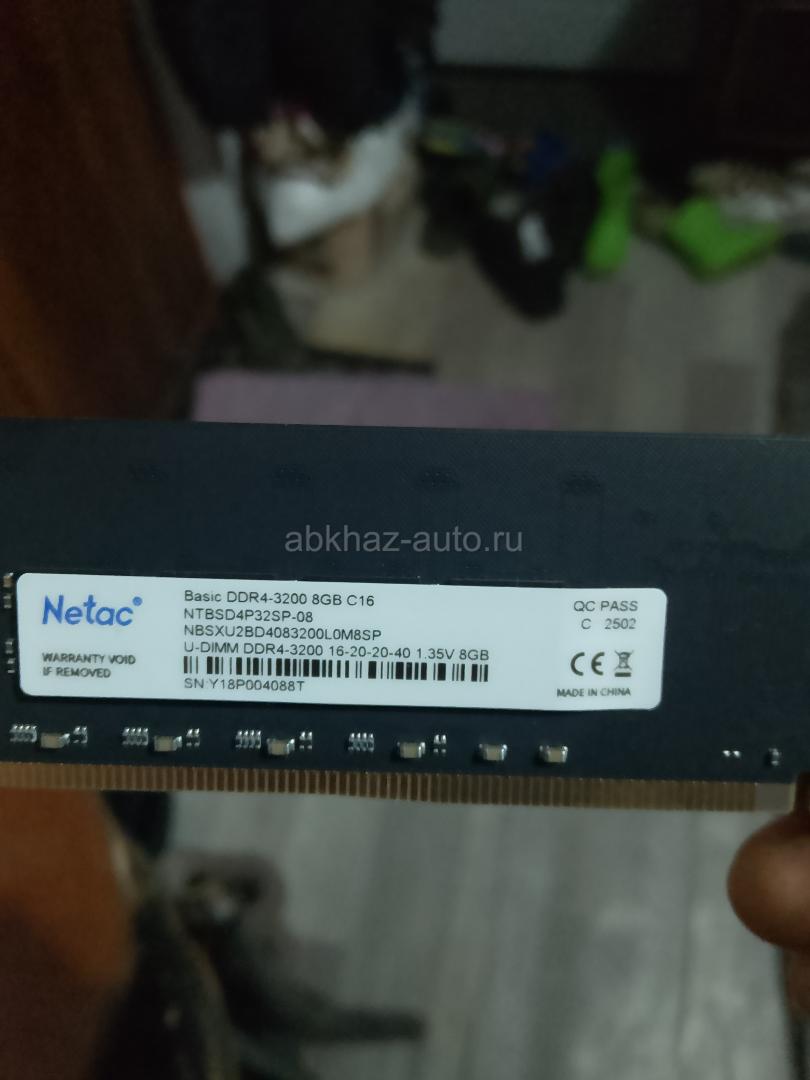 abkhaz-auto.ru
Netac®
WARRANTY VOID
IF REMOVED
Basic DDR4-3200 8GB C16
NTBSD4P32SP-08
NBSXU2BD4083200L0M8SP
U-DIMM DDR4-3200 16-20-20-40 1.35V 8GB
SN:Y18P004088T
QC PASS
C 2502
CE
MADE IN CHINA